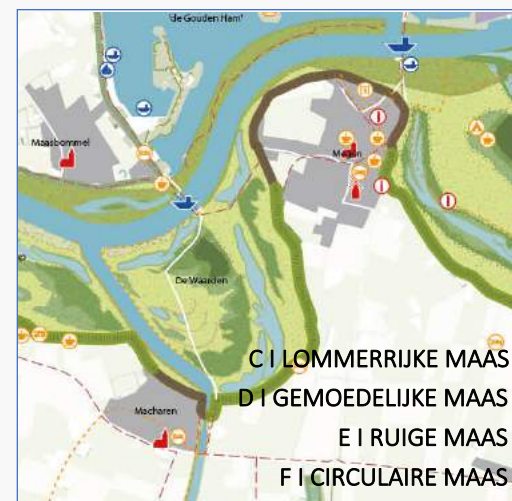 'de Gouden Ham'
Maasbommel
Megen
De Waarden
C I LOMMERRIJKE MAAS
D I GEMOEDELIJKE MAAS
Macharen
E I RUIGE MAAS
F I CIRCULAIRE MAAS